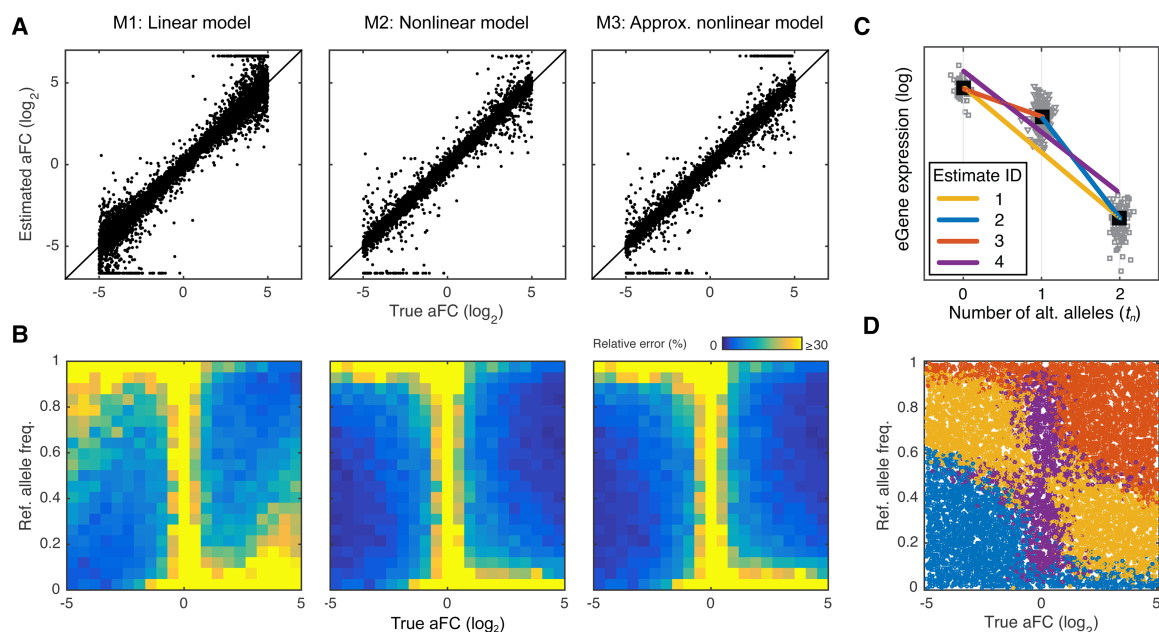 A
M1: Linear model
M2: Nonlinear model
M3: Approx. nonlinear model
Estimated aFC (log2)
5
0
-5
-5
0
5
-5
0
5
-5
0
5
True aFC (log2)
C
eGene expression (log)
Estimate ID
1
2
3
4
0
1
2
Number of alt. alleles (tn)
B
Relative error (%)
0
≥30
Ref. allele freq.
1
0.8
0.6
0.4
0.2
0
-5
0
5
-5
0
5
-5
0
5
True aFC (log2)
D
Ref. allele freq.
1
0.8
0.6
0.4
0.2
0
-5
0
5
True aFC (log2)